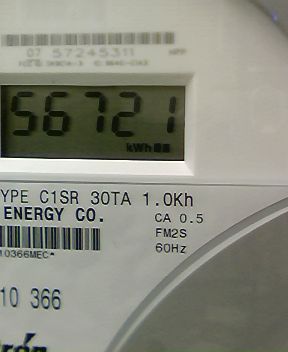 07 57245311
56721
kWh
YPE C1SR 30TA 1.0Kh
ENERGY CO.
CA 0.5
FM2S
60Hz
10366MEC*
10 366